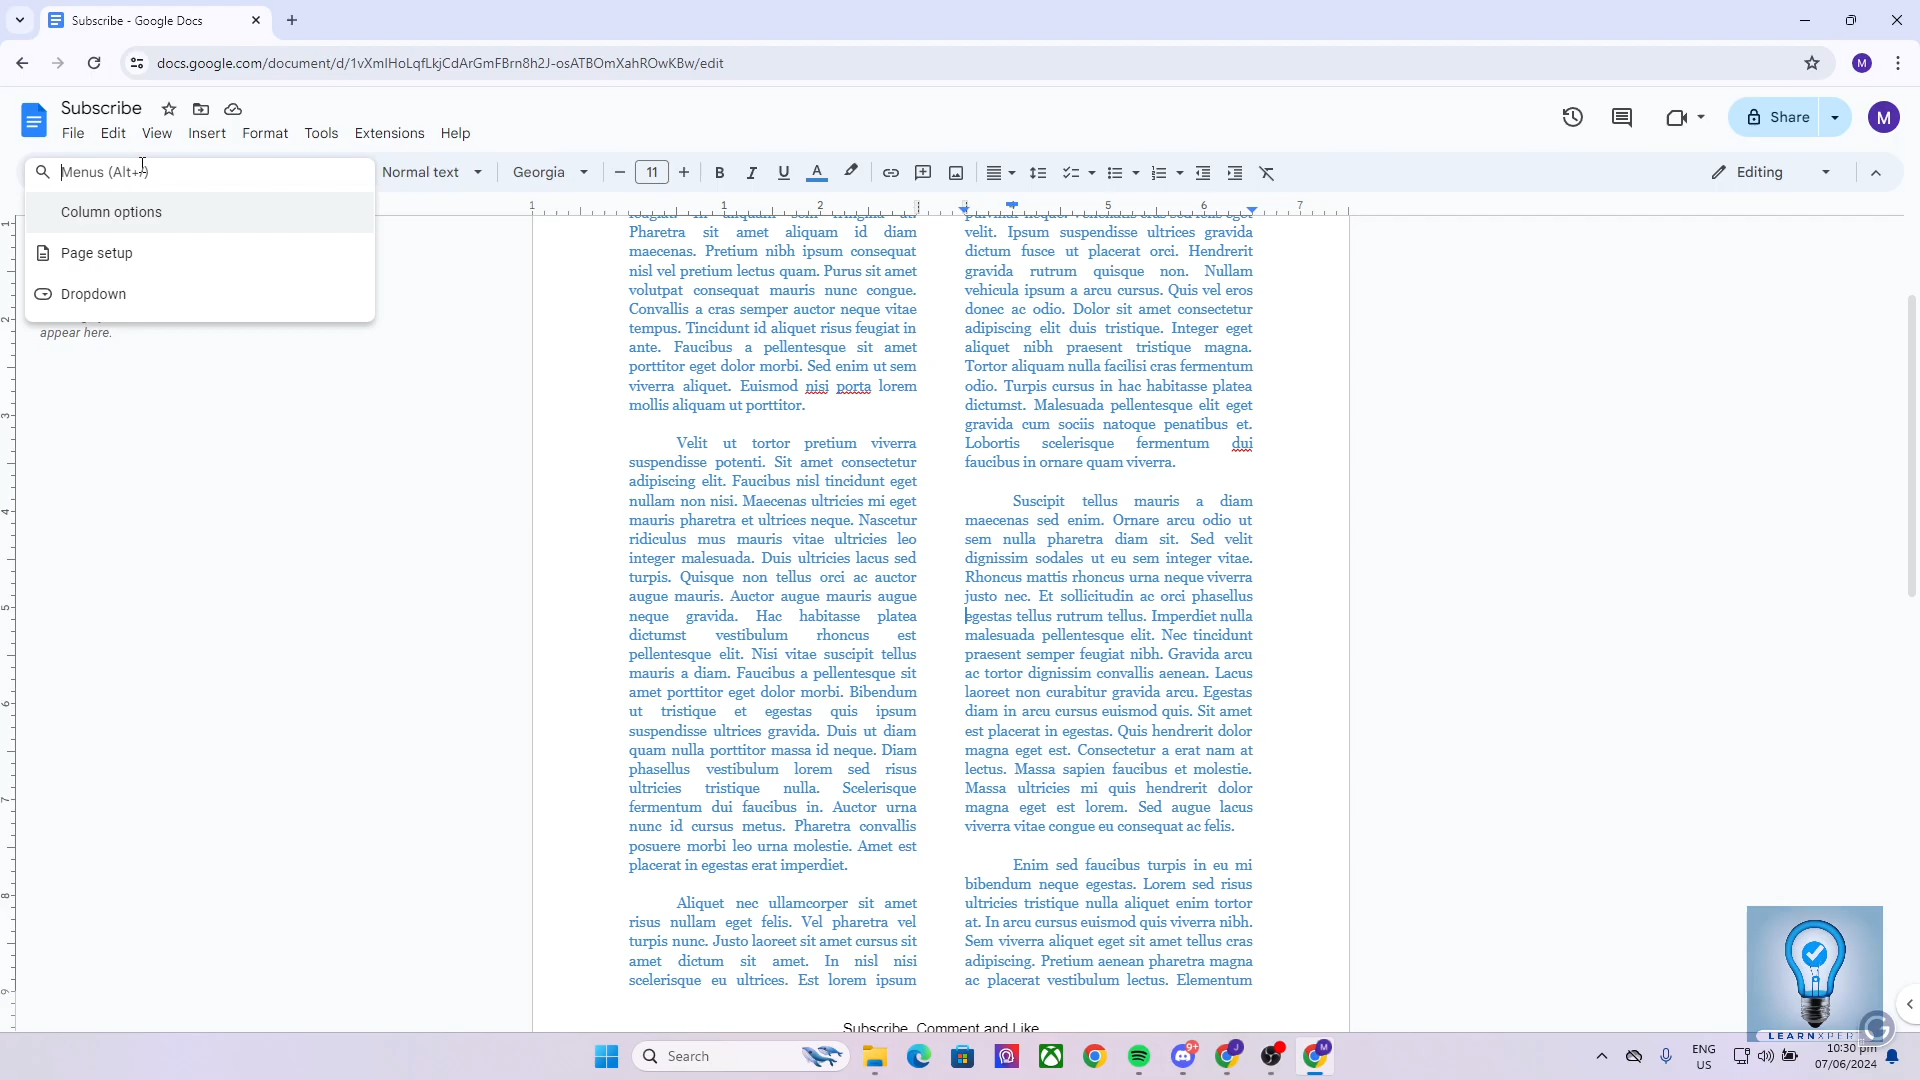 Subscribe - Google Docs
docs.google.com/document/d/1vXmIHoLqfLkjCdArGmFBrn8h2J-osATBOmXahROwKBw/edit
M
Subscribe
File Edit View Insert Format Tools Extensions Help
Share
M
Menus (Alt+/)
Normal text
Georgia
11
Editing
Column options
Page setup
Dropdown
appear here.
1 1 2 5 6 7
1
2
3
4
5
6
7
8
9
Pharetra sit amet aliquam id diam
maecenas. Pretium nibh ipsum consequat
nisl vel pretium lectus quam. Purus sit amet
volutpat consequat mauris nunc congue.
Convallis a cras semper auctor neque vitae
tempus. Tincidunt id aliquet risus feugiat in
ante. Faucibus a pellentesque sit amet
porttitor eget dolor morbi. Sed enim ut sem
viverra aliquet. Euismod nisi porta lorem
mollis aliquam ut porttitor.
Velit ut tortor pretium viverra
suspendisse potenti. Sit amet consectetur
adipiscing elit. Faucibus nisl tincidunt eget
nullam non nisi. Maecenas ultricies mi eget
mauris pharetra et ultrices neque. Nascetur
ridiculus mus mauris vitae ultricies leo
integer malesuada. Duis ultricies lacus sed
turpis. Quisque non tellus orci ac auctor
augue mauris. Auctor augue mauris augue
neque gravida. Hac habitasse platea
dictumst vestibulum rhoncus est
pellentesque elit. Nisi vitae suscipit tellus
mauris a diam. Faucibus a pellentesque sit
amet porttitor eget dolor morbi. Bibendum
ut tristique et egestas quis ipsum
suspendisse ultrices gravida. Duis ut diam
quam nulla porttitor massa id neque. Diam
phasellus vestibulum lorem sed risus
ultricies tristique nulla. Scelerisque
fermentum dui faucibus in. Auctor urna
nunc id cursus metus. Pharetra convallis
posuere morbi leo urna molestie. Amet est
placerat in egestas erat imperdiet.
Aliquet nec ullamcorper sit amet
risus nullam eget felis. Vel pharetra vel
turpis nunc. Justo laoreet sit amet cursus sit
amet dictum sit amet. In nisl nisi
scelerisque eu ultrices. Est lorem ipsum
velit. Ipsum suspendisse ultrices gravida
dictum fusce ut placerat orci. Hendrerit
gravida rutrum quisque non. Nullam
vehicula ipsum a arcu cursus. Quis vel eros
donec ac odio. Dolor sit amet consectetur
adipiscing elit duis tristique. Integer eget
aliquet nibh praesent tristique magna.
Tortor aliquam nulla facilisi cras fermentum
odio. Turpis cursus in hac habitasse platea
dictumst. Malesuada pellentesque elit eget
gravida cum sociis natoque penatibus et.
Lobortis scelerisque fermentum dui
faucibus in ornare quam viverra.
Suscipit tellus mauris a diam
maecenas sed enim. Ornare arcu odio ut
sem nulla pharetra diam sit. Sed velit
dignissim sodales ut eu sem integer vitae.
Rhoncus mattis rhoncus urna neque viverra
justo nec. Et sollicitudin ac orci phasellus
egestas tellus rutrum tellus. Imperdiet nulla
malesuada pellentesque elit. Nec tincidunt
praesent semper feugiat nibh. Gravida arcu
ac tortor dignissim convallis aenean. Lacus
laoreet non curabitur gravida arcu. Egestas
diam in arcu cursus euismod quis. Sit amet
est placerat in egestas. Quis hendrerit dolor
magna eget est. Consectetur a erat nam at
lectus. Massa sapien faucibus et molestie.
Massa ultricies mi quis hendrerit dolor
magna eget est lorem. Sed augue lacus
viverra vitae congue eu consequat ac felis.
Enim sed faucibus turpis in eu mi
bibendum neque egestas. Lorem sed risus
ultricies tristique nulla aliquet enim tortor
at. In arcu cursus euismod quis viverra nibh.
Sem viverra aliquet eget sit amet tellus cras
adipiscing. Pretium aenean pharetra magna
ac placerat vestibulum lectus. Elementum
Subscribe, Comment and Like
LEARNXPER
Search
9+
J
M
ENG
US
10:30 pm
07/06/2024